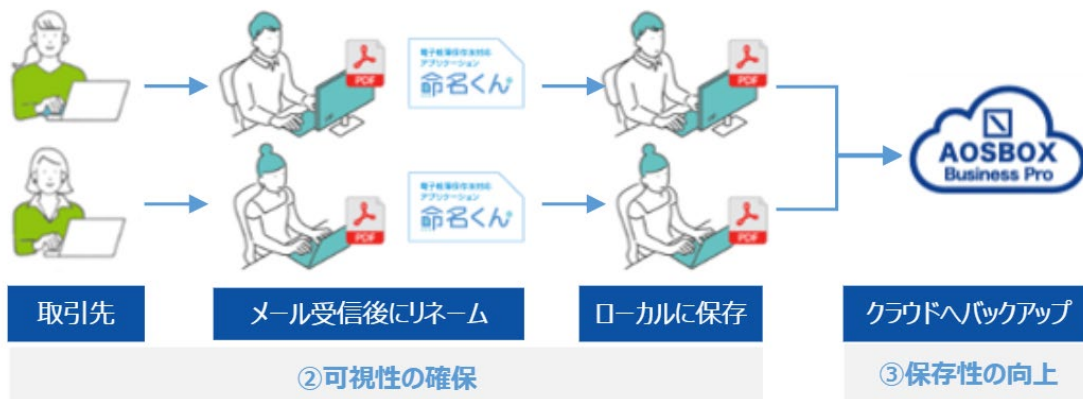 PDF
電子帳簿保存法対応
アプリケーション
命名くん
PDF
AOSBOX
Business Pro
PDF
電子帳簿保存法対応
アプリケーション
命名くん
PDF
取引先
メール受信後にリネーム
ローカルに保存
クラウドへバックアップ
②可視性の確保
③保存性の向上